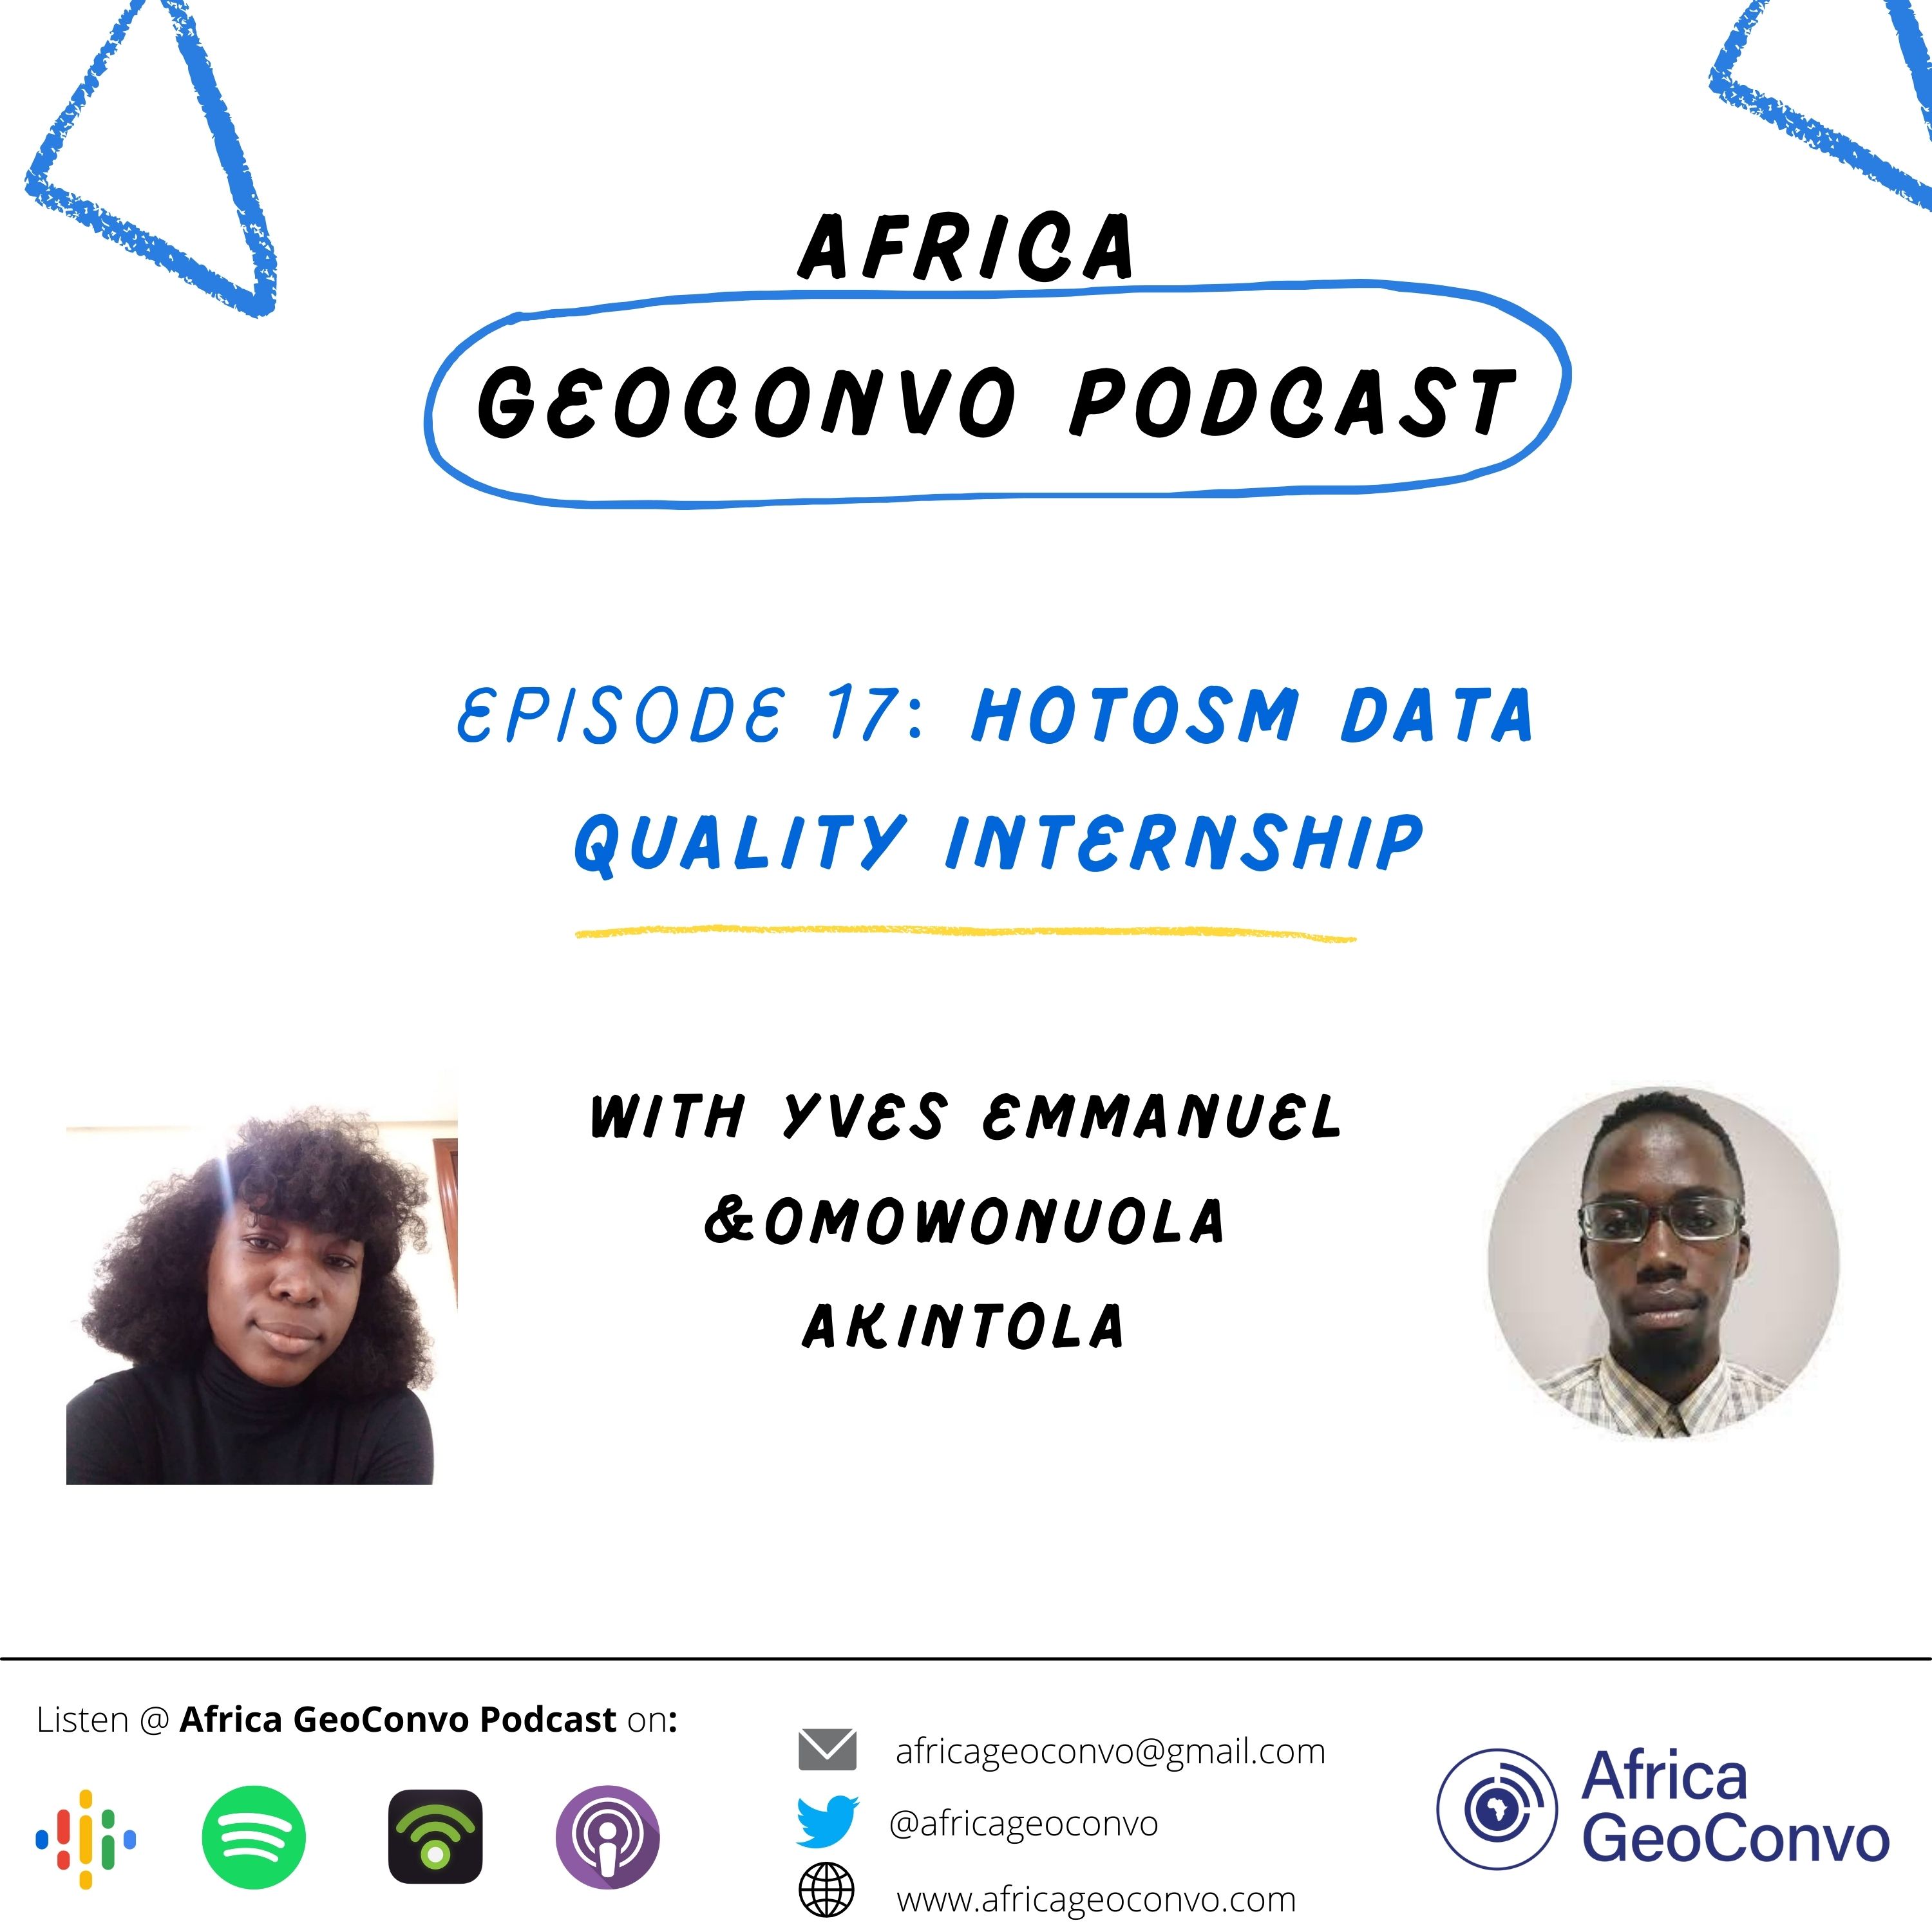 AFRICA
GEOCONVO PODCAST
EPISODE 17: HOTOSM DATA
QUALITY INTERNSHIP
WITH YVES EMMANUEL
&OMOWONUOLA
AKINTOLA
Listen @ Africa GeoConvo Podcast on:
africageoconvo@gmail.com
@africageoconvo
www.africageoconvo.com
Africa
GeoConvo